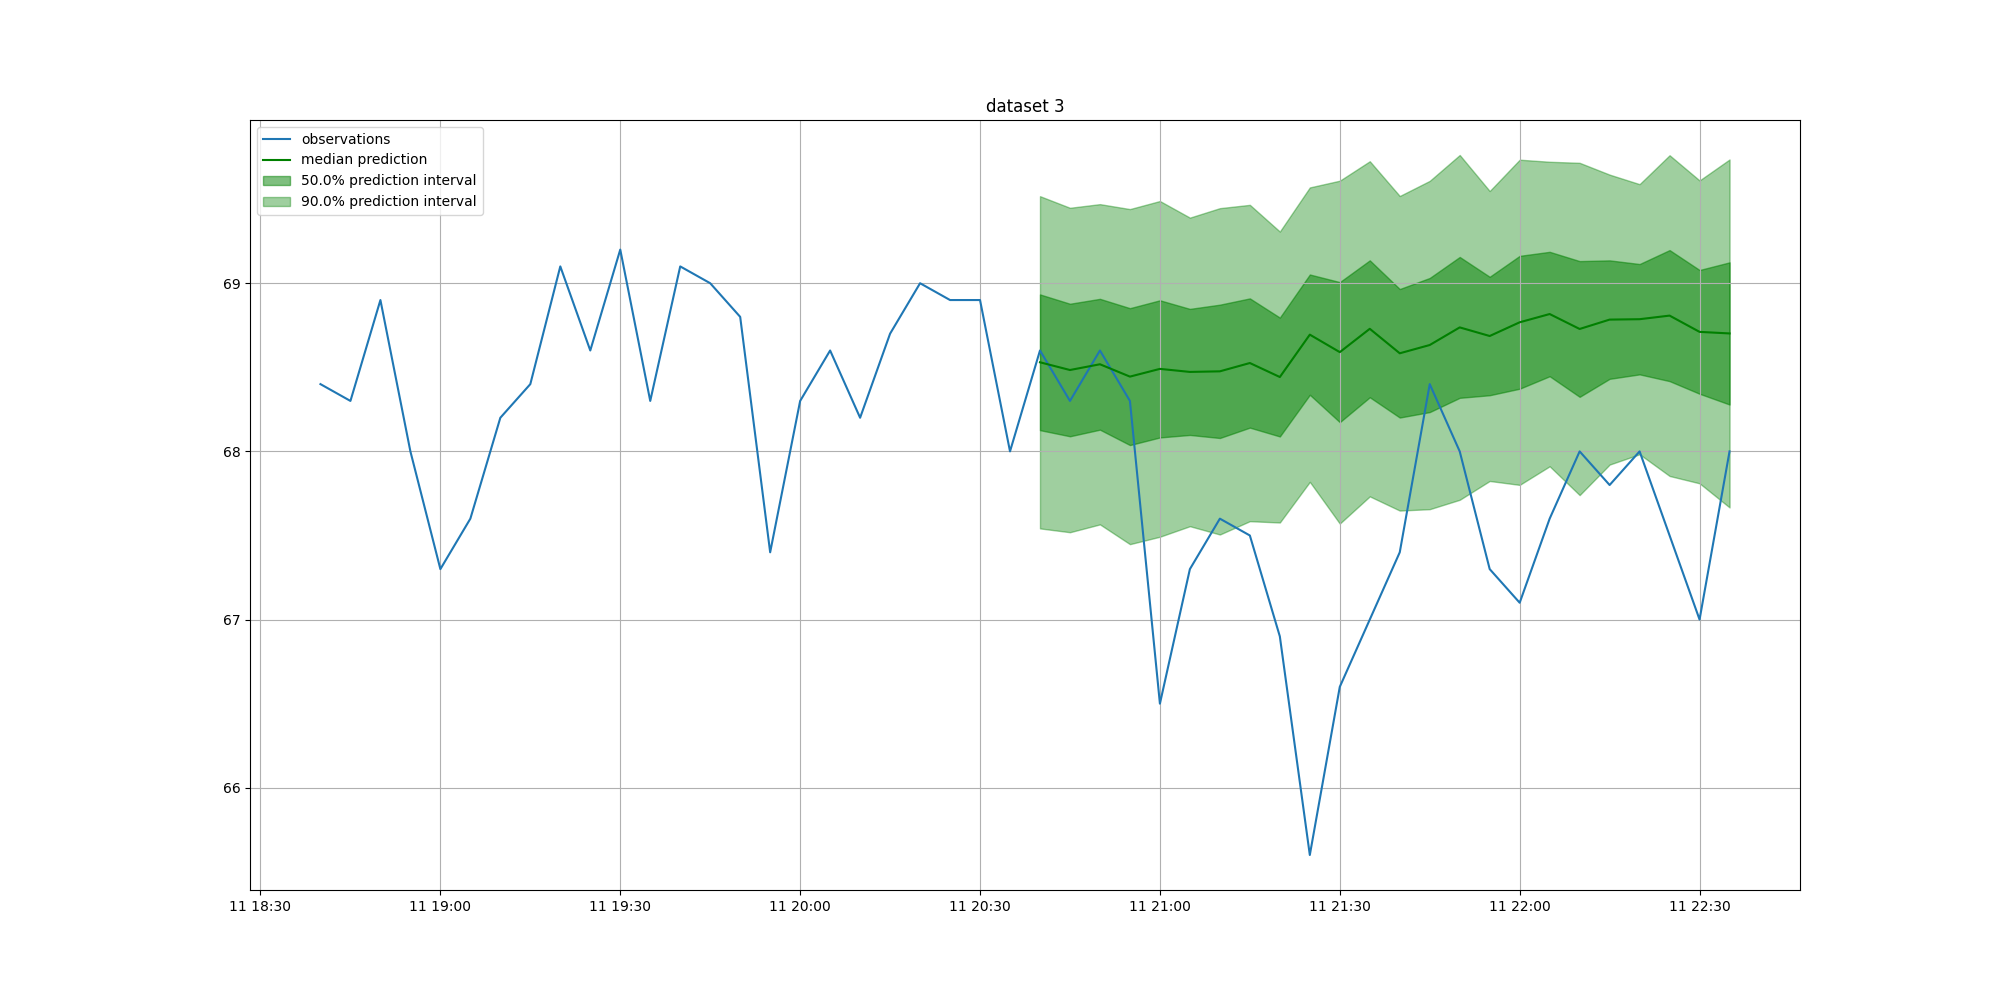 dataset 3
observations
median prediction
50.0% prediction interval
90.0% prediction interval
69
68
67
66
11 18:30 11 19:00 11 19:30 11 20:00 11 20:30 11 21:00 11 21:30 11 22:00 11 22:30